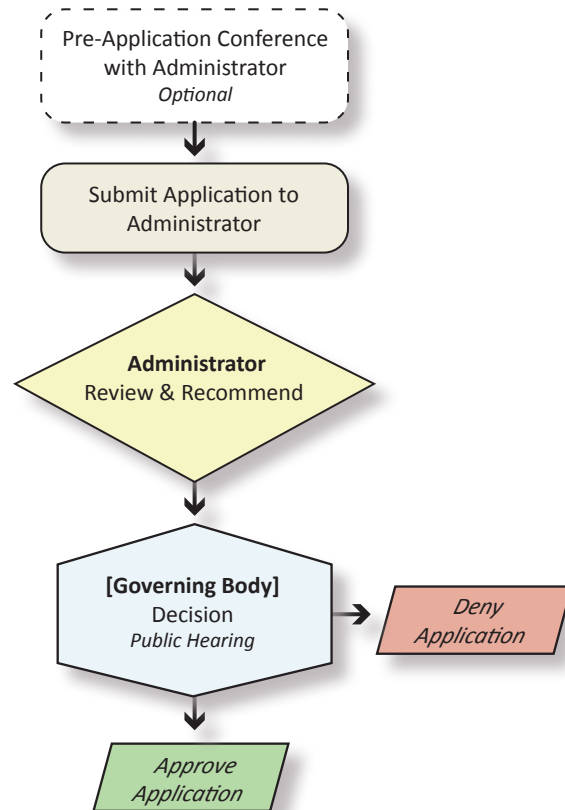 Pre-Application Conference
with Administrator
Optional
Submit Application to
Administrator
Administrator
Review & Recommend
[Governing Body]
Decision
Public Hearing
Deny
Application
Approve
Application